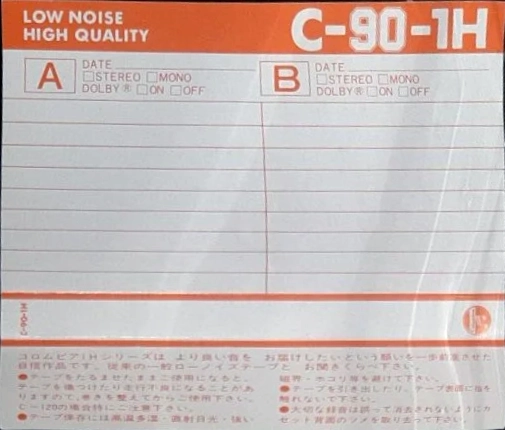 LOW NOISE
HIGH QUALITY
C-90-1H
A
DATE
□STEREO □MONO
DOLBY® □ON □OFF
B
DATE
□STEREO □MONO
DOLBY® □ON □OFF
C-90-1H
コロムビア1Hシリーズは より良い音を お届けしたいという願いを一歩前進させた
自信作品です。従来の一般ローノイズテープと お聞きくらべ下さい。
●テープをたるませたままご使用になると、
テープを傷つけたり走行不良になることがあ
りますので、巻きを整えてからご使用下さい。
C-120の場合特にご注意下さい。
●テープ保存には高温多湿・直射日光・強い
磁界・ホコリ等を避けて下さい。
●テープを引き出したり、テープ表面に指を
触れないで下さい。
●大切な録音は誤って消去されないようにカ
セット背面のツメを取り去って下さい。